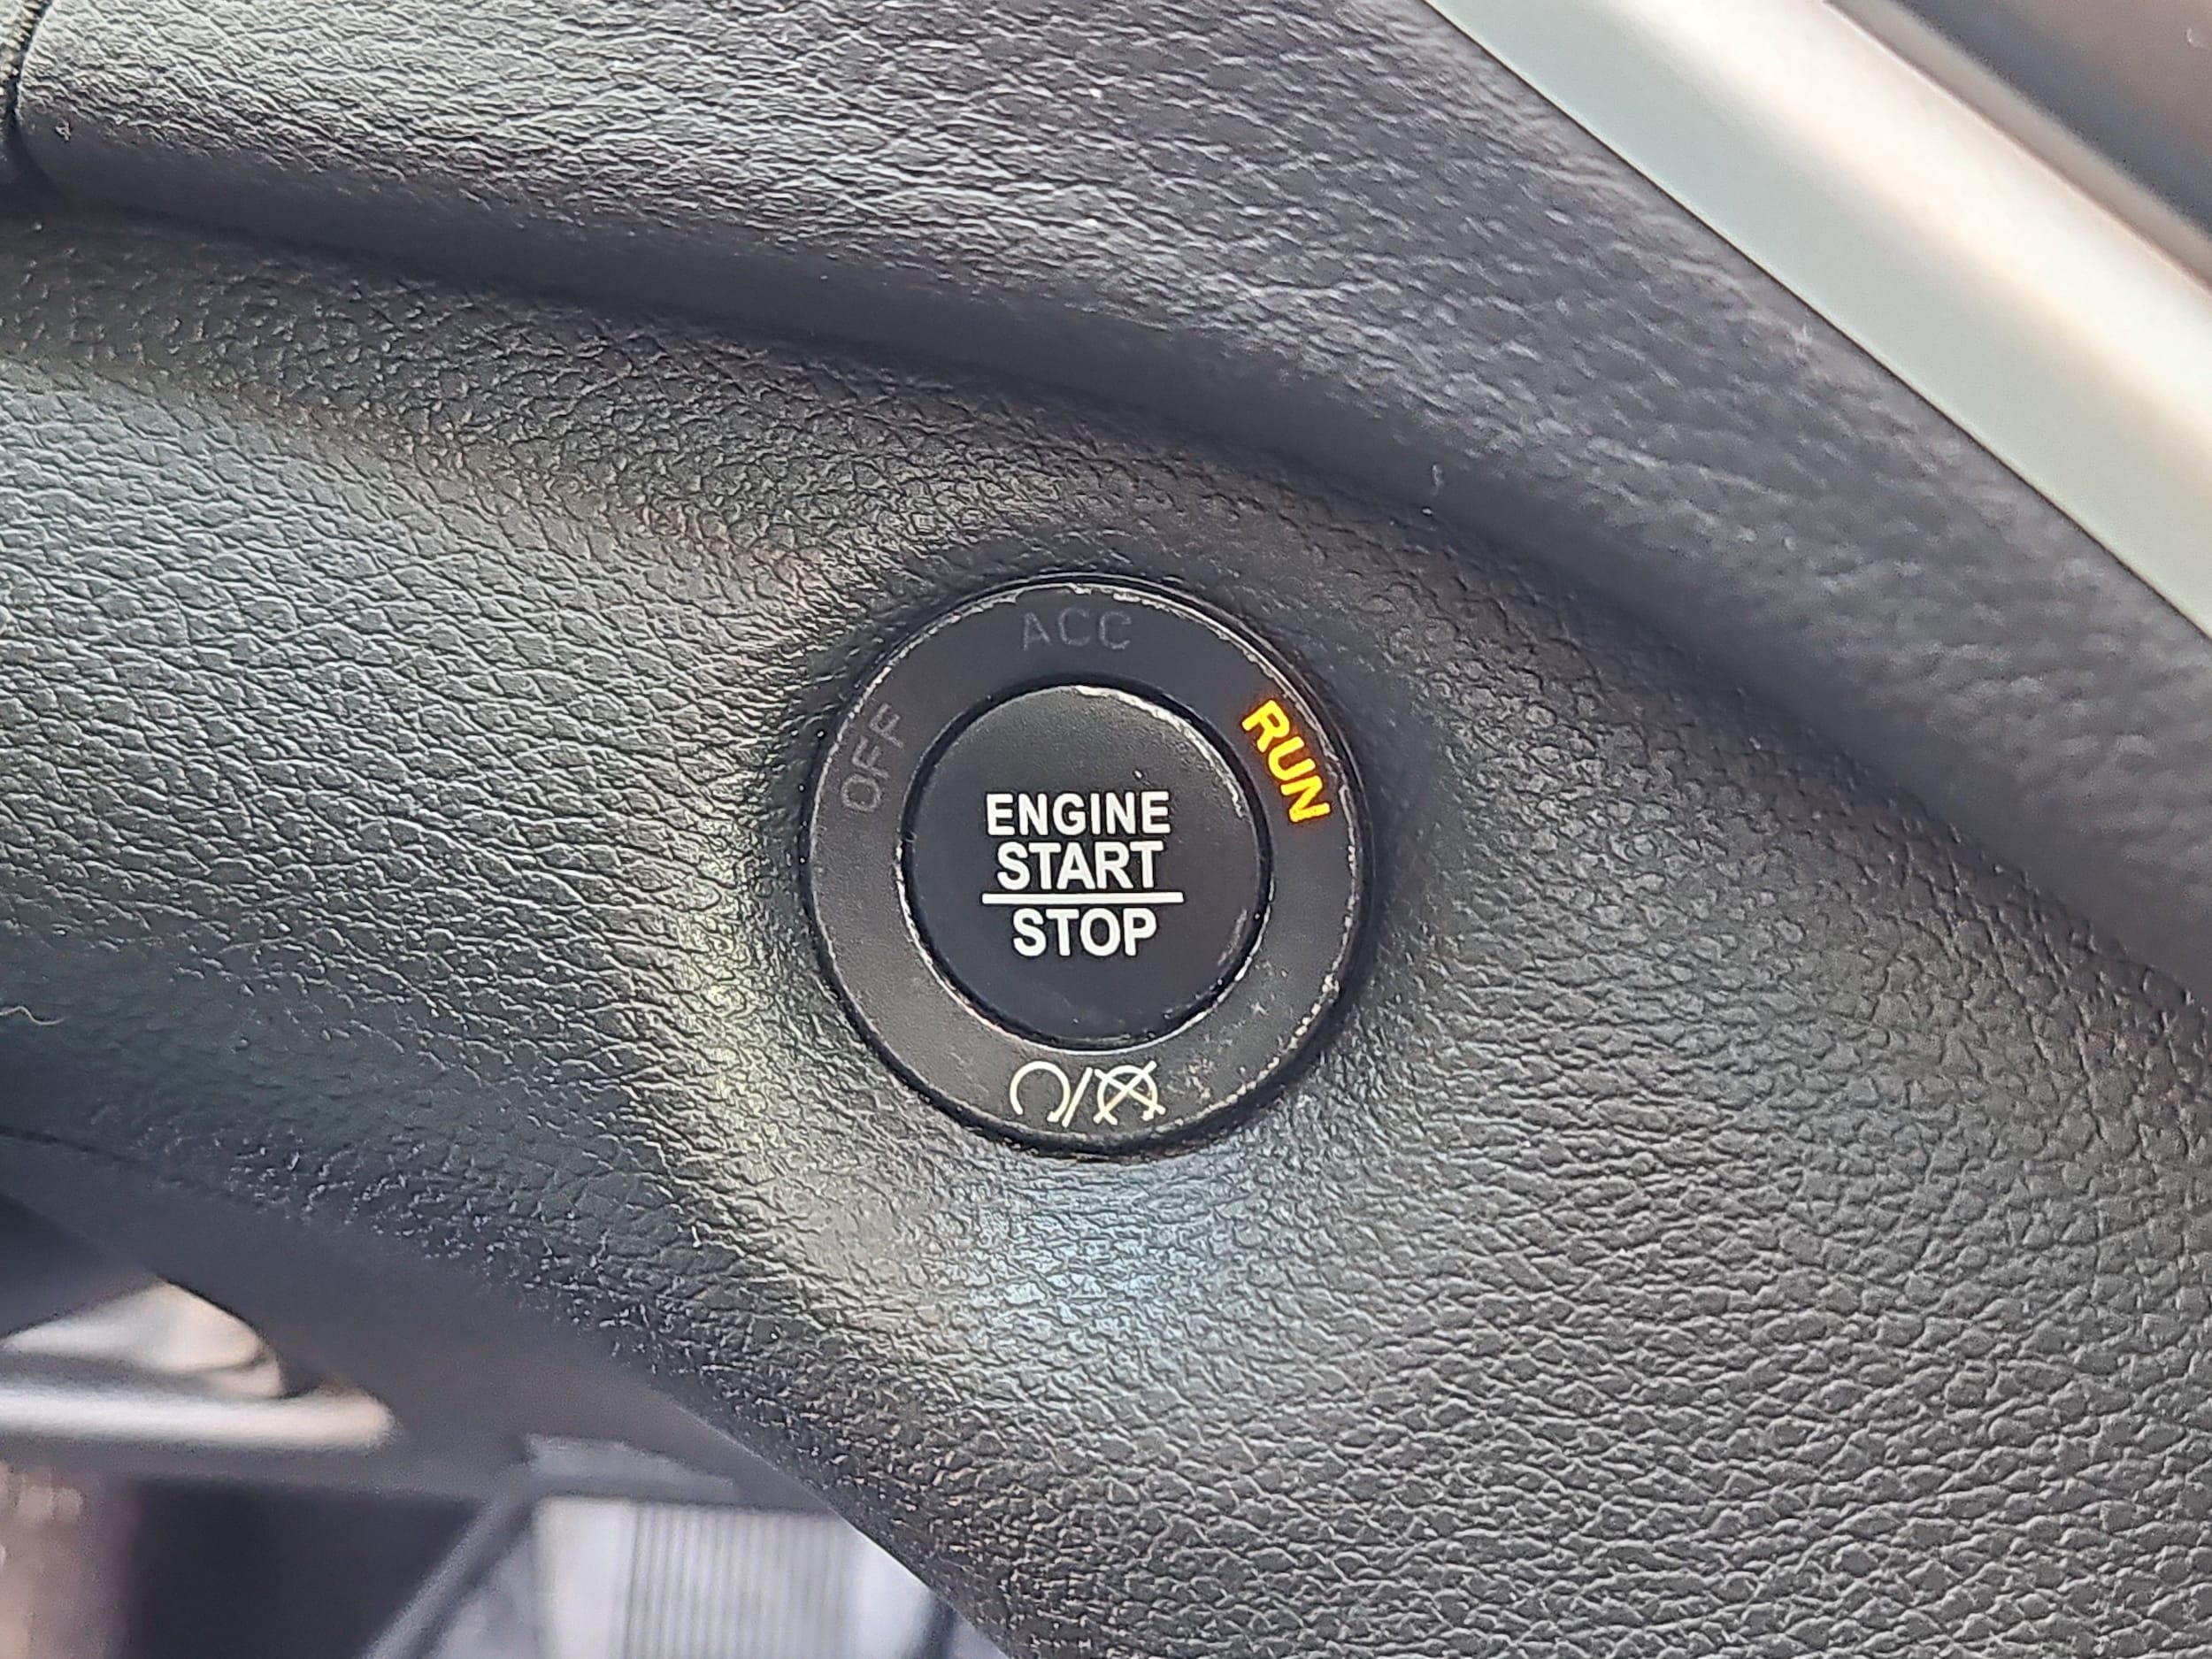 ACC
OFF
RUN
ENGINE
START
STOP